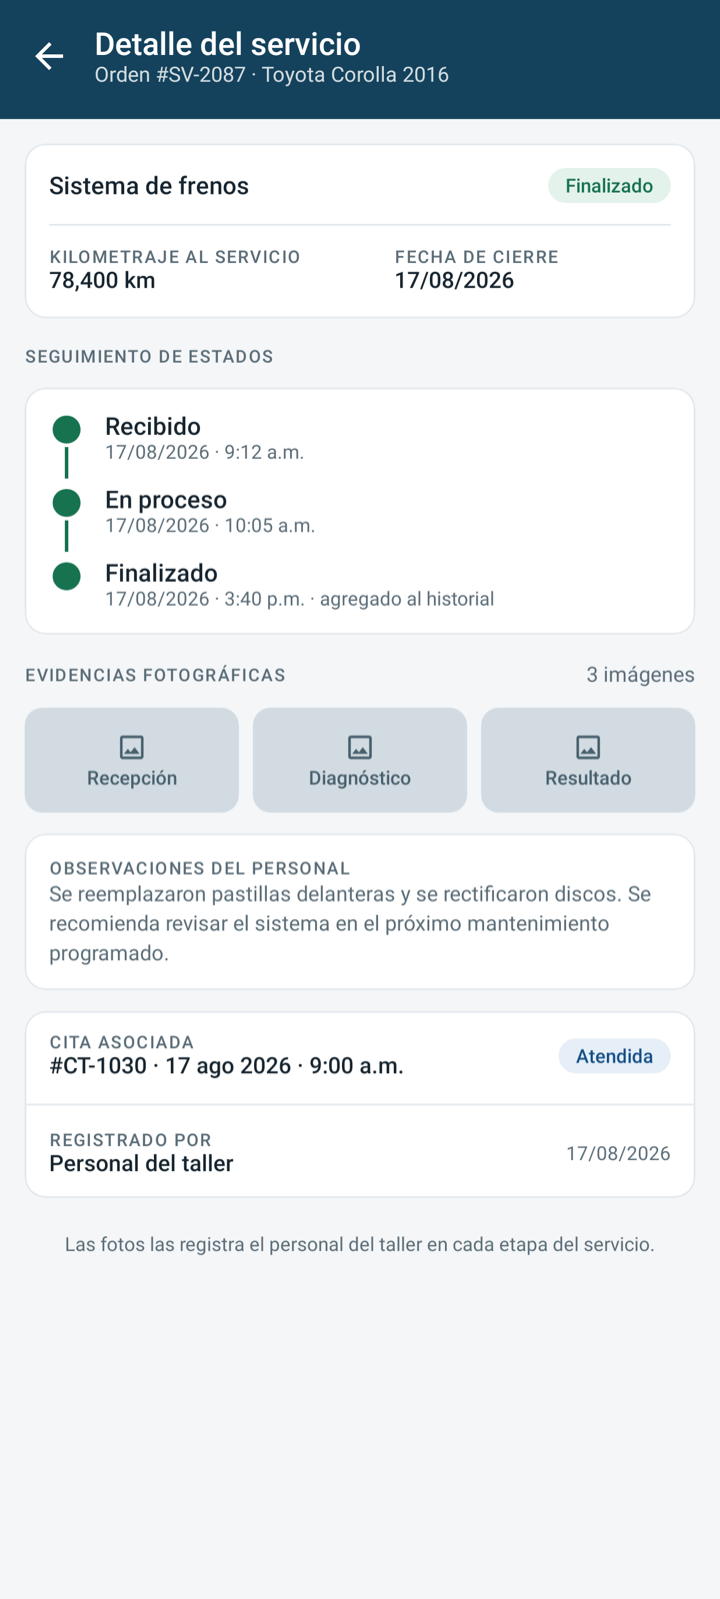 Detalle del servicio
Orden #SV-2087 · Toyota Corolla 2016
Sistema de frenos
Finalizado
KILOMETRAJE AL SERVICIO
78,400 km
FECHA DE CIERRE
17/08/2026
SEGUIMIENTO DE ESTADOS
Recibido
17/08/2026 · 9:12 a.m.
En proceso
17/08/2026 · 10:05 a.m.
Finalizado
17/08/2026 · 3:40 p.m. · agregado al historial
EVIDENCIAS FOTOGRÁFICAS
3 imágenes
Recepción
Diagnóstico
Resultado
OBSERVACIONES DEL PERSONAL
Se reemplazaron pastillas delanteras y se rectificaron discos. Se
recomienda revisar el sistema en el próximo mantenimiento
programado.
CITA ASOCIADA
#CT-1030 · 17 ago 2026 · 9:00 a.m.
Atendida
REGISTRADO POR
Personal del taller
17/08/2026
Las fotos las registra el personal del taller en cada etapa del servicio.